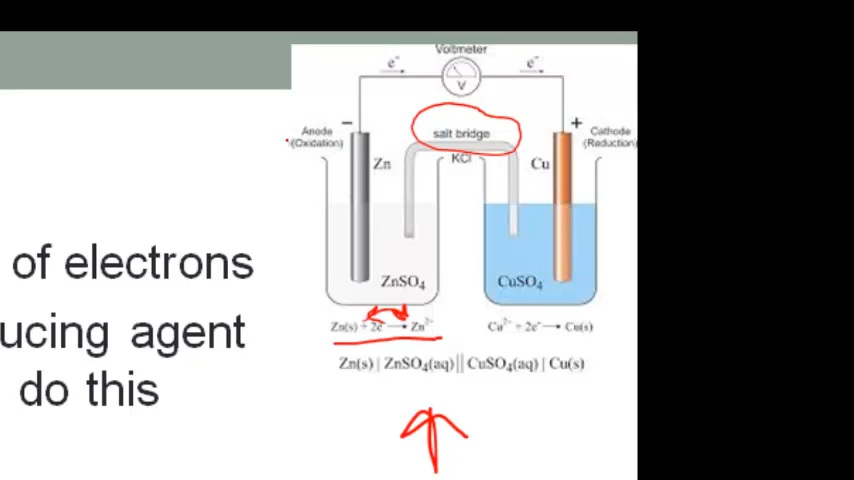 Voltmeter
e⁻
e⁻
V
−
+
Anode
(Oxidation)
salt bridge
Cathode
(Reduction)
Zn
KCl
Cu
of electrons
ZnSO₄
CuSO₄
ucing agent
Zn(s) + 2e⁻ → Zn²⁻
Cu²⁻ + 2e⁻ → Cu(s)
Zn(s) | ZnSO₄(aq) || CuSO₄(aq) | Cu(s)
do this